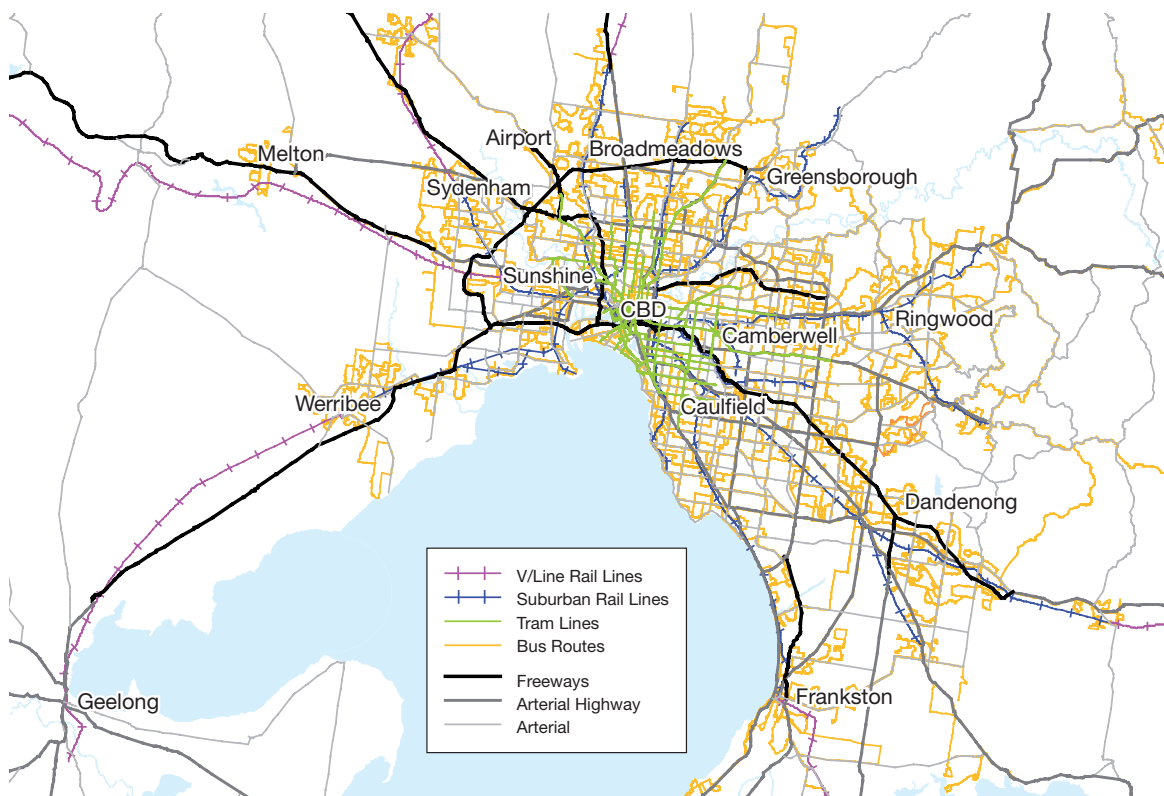 Airport
Broadmeadows
Melton
Greensborough
Sydenham
Sunshine
CBD
Ringwood
Camberwell
Werribee
Caulfield
Dandenong
V/Line Rail Lines
Suburban Rail Lines
Tram Lines
Bus Routes
Freeways
Arterial Highway
Arterial
Geelong
Frankston